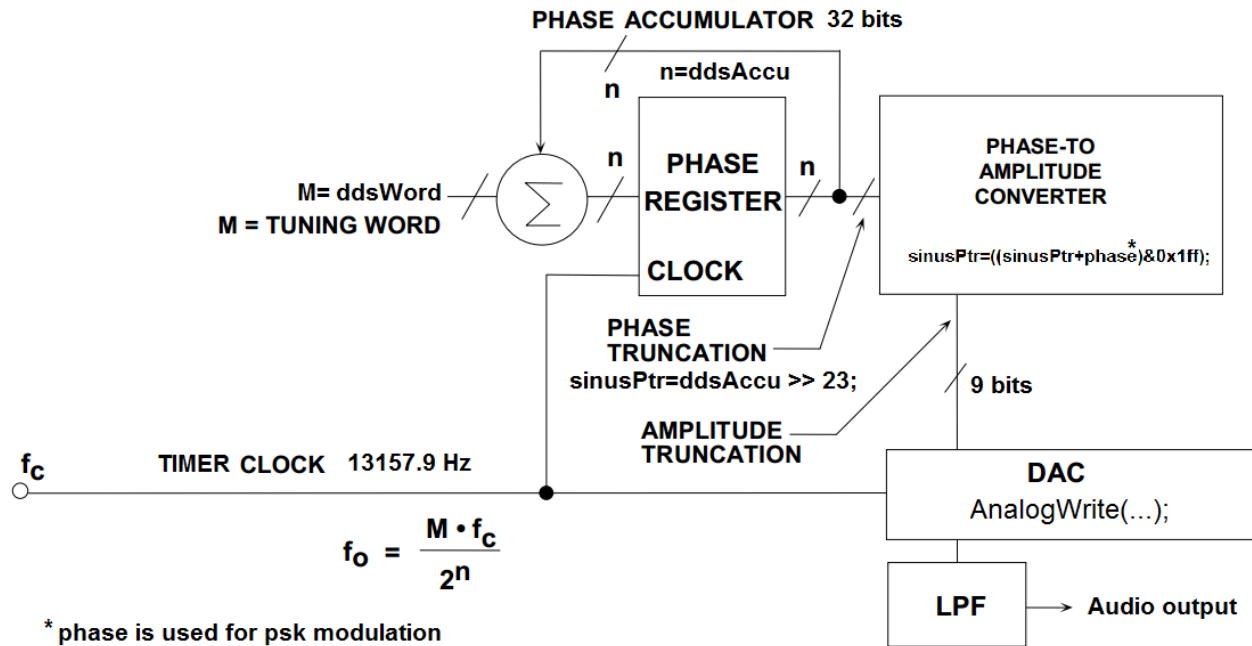 PHASE ACCUMULATOR 32 bits
n=ddsAccu
n
n
n
M= ddsWord
M = TUNING WORD
Σ
PHASE
REGISTER
CLOCK
PHASE-TO
AMPLITUDE
CONVERTER
sinusPtr=((sinusPtr+phase*)&0x1ff);
PHASE
TRUNCATION
sinusPtr=ddsAccu >> 23;
9 bits
AMPLITUDE
TRUNCATION
fc
TIMER CLOCK 13157.9 Hz
DAC
AnalogWrite(...);
fo = M • fc
2n
LPF
Audio output
* phase is used for psk modulation